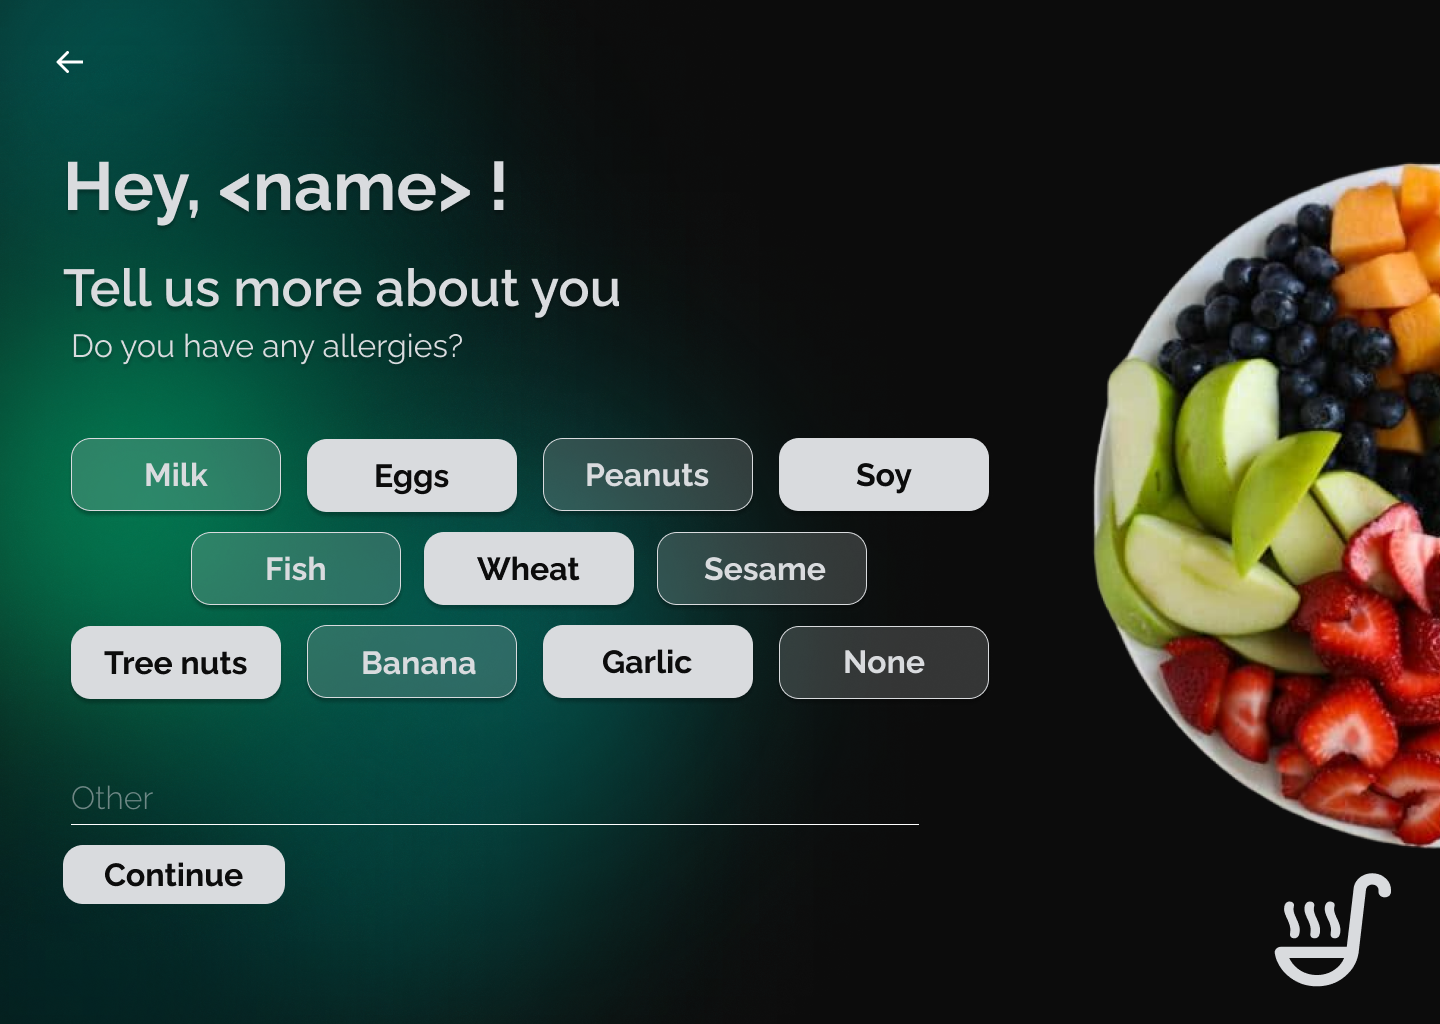 Hey, <name> !
Tell us more about you
Do you have any allergies?
Milk Eggs Peanuts Soy
Fish Wheat Sesame
Tree nuts Banana Garlic None
Other
Continue